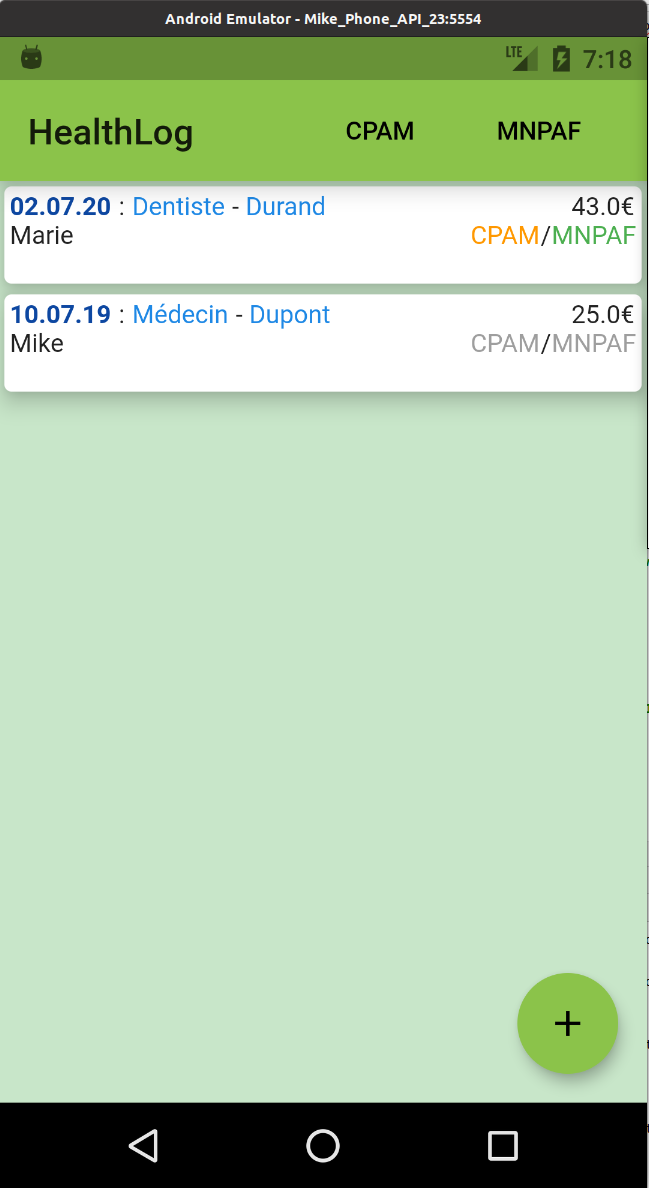 Android Emulator - Mike_Phone_API_23:5554
LTE 7:18
HealthLog CPAM MNPAF
02.07.20 : Dentiste - Durand 43.0€
Marie CPAM/MNPAF
10.07.19 : Médecin - Dupont 25.0€
Mike CPAM/MNPAF
+